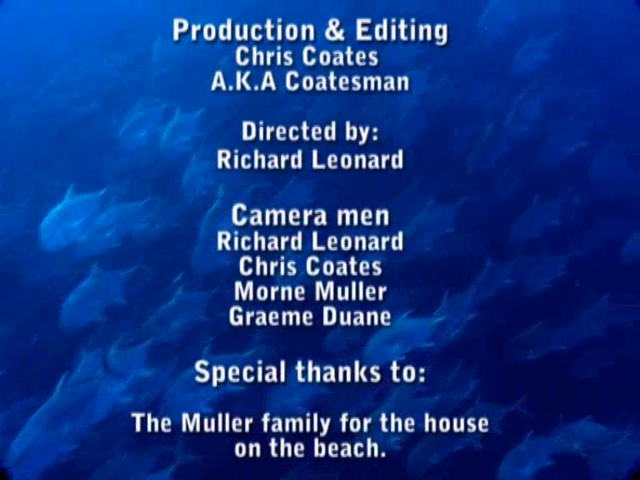 Production & Editing
Chris Coates
A.K.A Coatesman
Directed by:
Richard Leonard
Camera men
Richard Leonard
Chris Coates
Morne Muller
Graeme Duane
Special thanks to:
The Muller family for the house
on the beach.